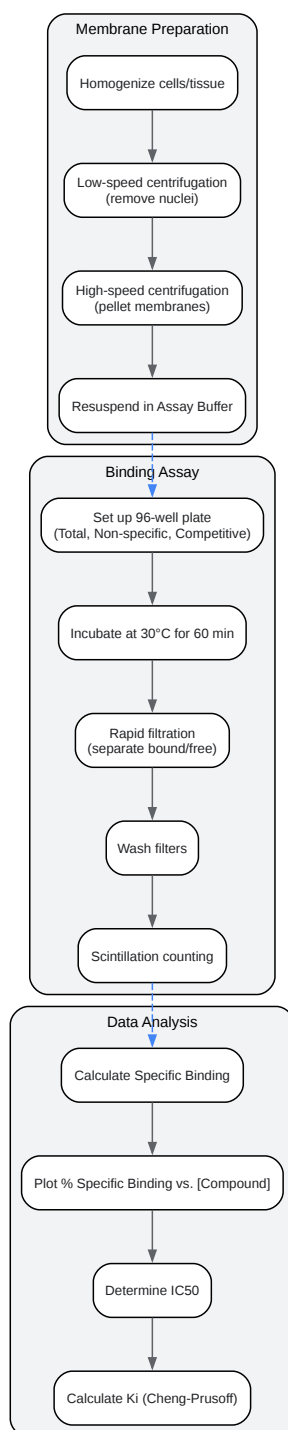 Membrane Preparation
Homogenize cells/tissue
Low-speed centrifugation
(remove nuclei)
High-speed centrifugation
(pellet membranes)
Resuspend in Assay Buffer
Binding Assay
Set up 96-well plate
(Total, Non-specific, Competitive)
Incubate at 30°C for 60 min
Rapid filtration
(separate bound/free)
Wash filters
Scintillation counting
Data Analysis
Calculate Specific Binding
Plot % Specific Binding vs. [Compound]
Determine IC50
Calculate Ki (Cheng-Prusoff)